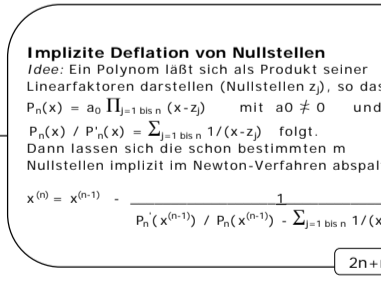 Implizite Deflation von Nullstellen
Idee: Ein Polynom läßt sich als Produkt seiner
Linearfaktoren darstellen (Nullstellen zj), so das
Pn(x) = a0 ∏j=1 bis n (x-zj) mit a0 ≠ 0 und
Pn(x) / P'n(x) = Σj=1 bis n 1/(x-zj) folgt.
Dann lassen sich die schon bestimmten m
Nullstellen implizit im Newton-Verfahren abspal
x(n) = x(n-1) - 1
Pn'(x(n-1)) / Pn(x(n-1)) - Σj=1 bis n 1/(x
2n+